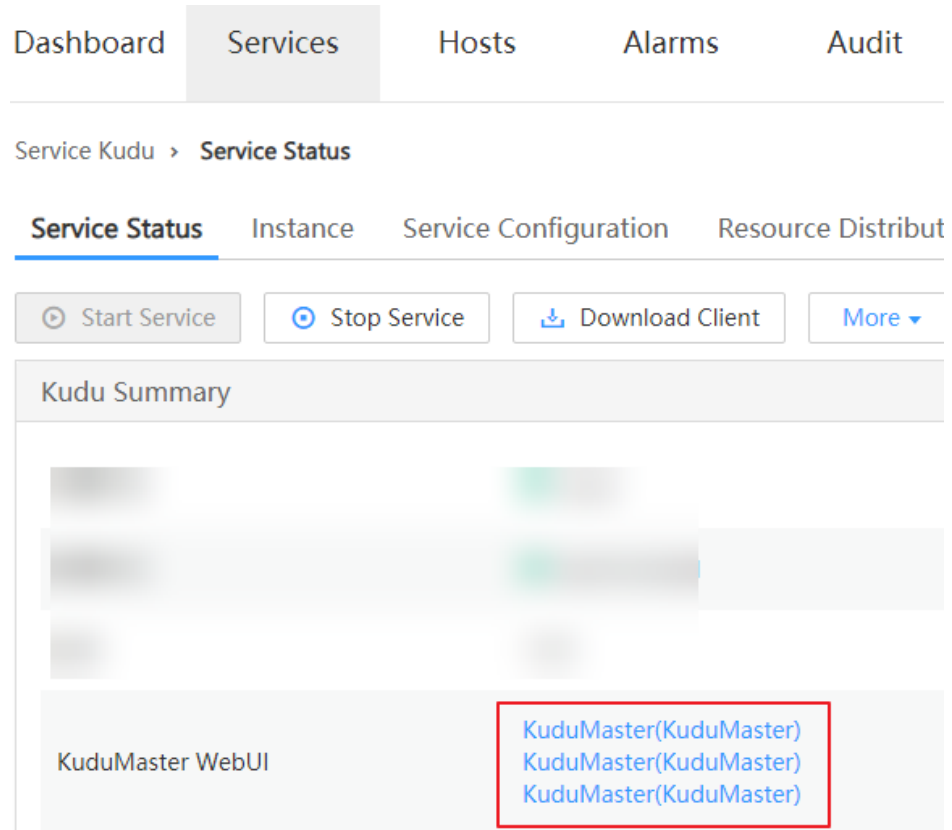 Dashboard Services Hosts Alarms Audit
Service Kudu > Service Status
Service Status Instance Service Configuration Resource Distribut
Start Service Stop Service Download Client More
Kudu Summary
KuduMaster(KuduMaster)
KuduMaster WebUI KuduMaster(KuduMaster)
KuduMaster(KuduMaster)